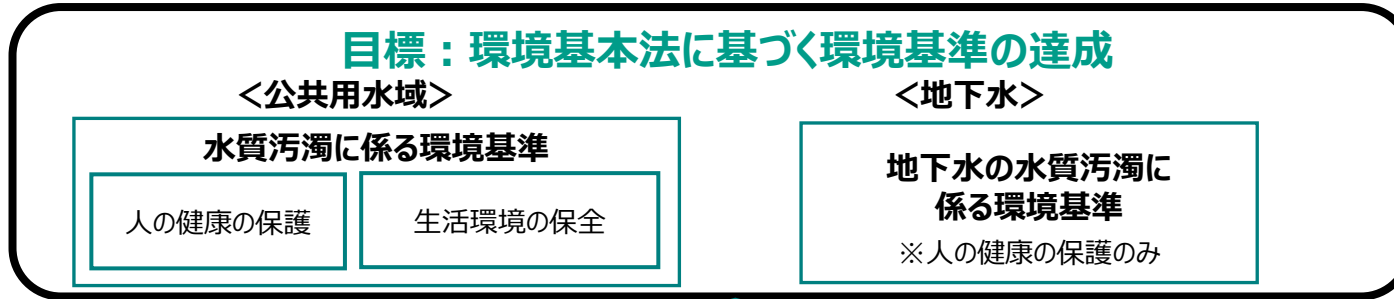 目標：環境基本法に基づく環境基準の達成
＜公共用水域＞
水質汚濁に係る環境基準
人の健康の保護
生活環境の保全
＜地下水＞
地下水の水質汚濁に
係る環境基準
※人の健康の保護のみ